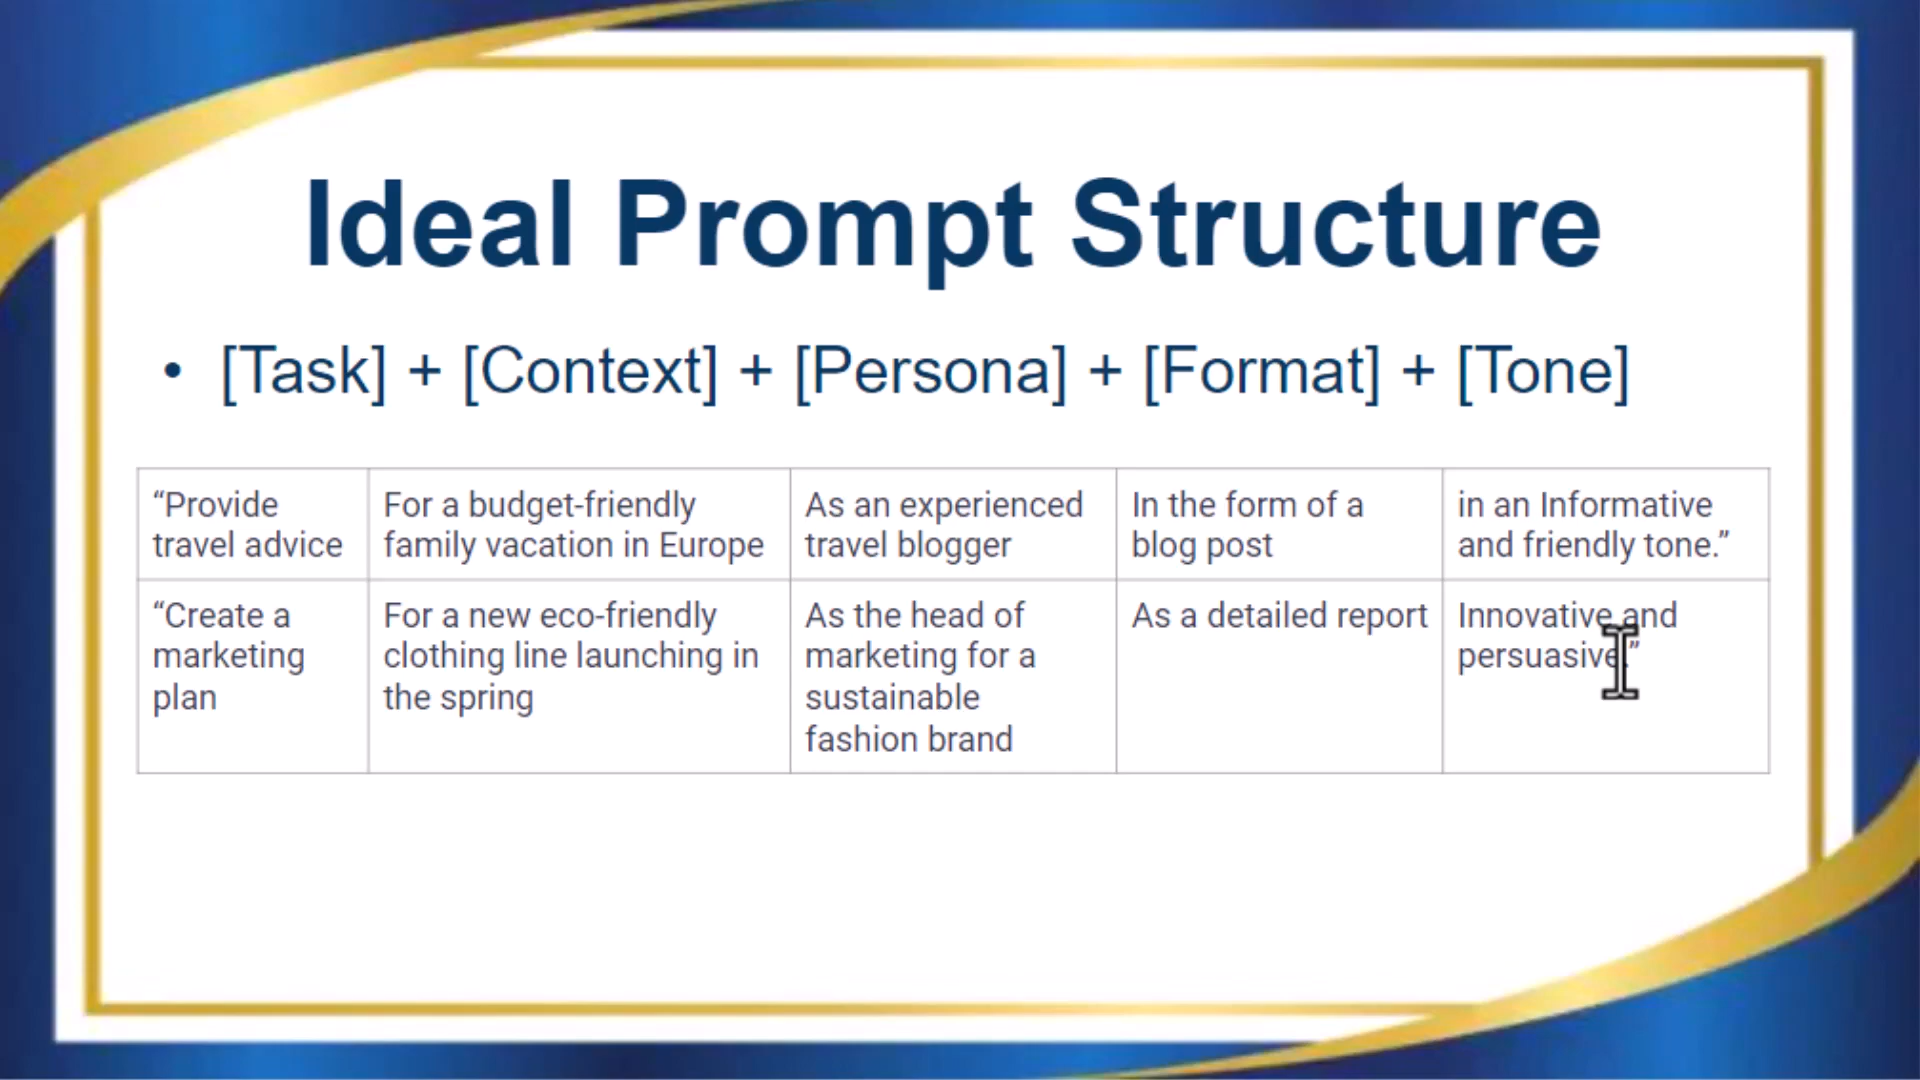 Ideal Prompt Structure
• [Task] + [Context] + [Persona] + [Format] + [Tone]
“Provide
travel advice
For a budget-friendly
family vacation in Europe
As an experienced
travel blogger
In the form of a
blog post
in an Informative
and friendly tone.”
“Create a
marketing
plan
For a new eco-friendly
clothing line launching in
the spring
As the head of
marketing for a
sustainable
fashion brand
As a detailed report
Innovative and
persuasive.”